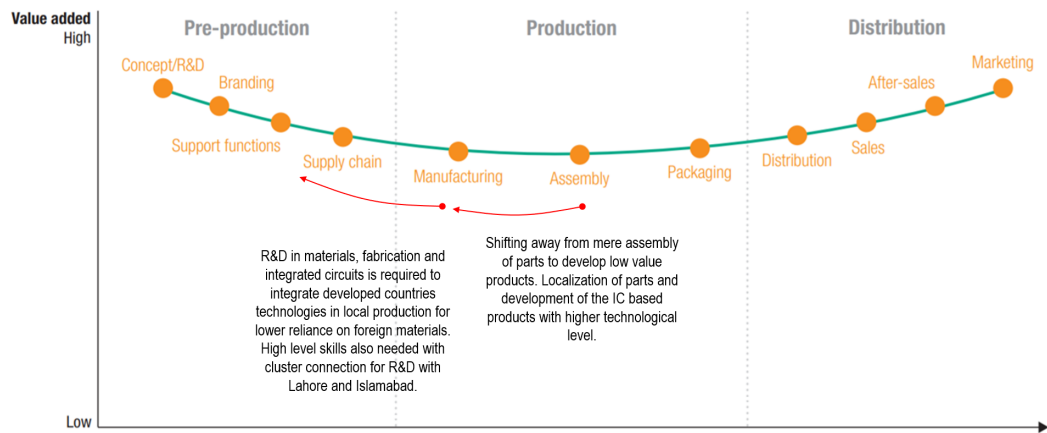 Value added
High
Pre-production
Production
Distribution
Concept/R&D
Branding
Support functions
Supply chain
Manufacturing
Assembly
Packaging
Distribution
Sales
After-sales
Marketing
R&D in materials, fabrication and
integrated circuits is required to
integrate developed countries
technologies in local production for
lower reliance on foreign materials.
High level skills also needed with
cluster connection for R&D with
Lahore and Islamabad.
Shifting away from mere assembly
of parts to develop low value
products. Localization of parts and
development of the IC based
products with higher technological
level.
Low